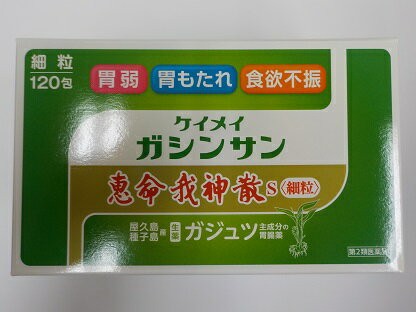 細粒
120包
胃弱 胃もたれ 食欲不振
ケイメイ
ガシンサン
恵命我神散S〈細粒〉
屋久島
種子島
産
生薬
ガジュツ
主成分の
胃腸薬
第2類医薬品